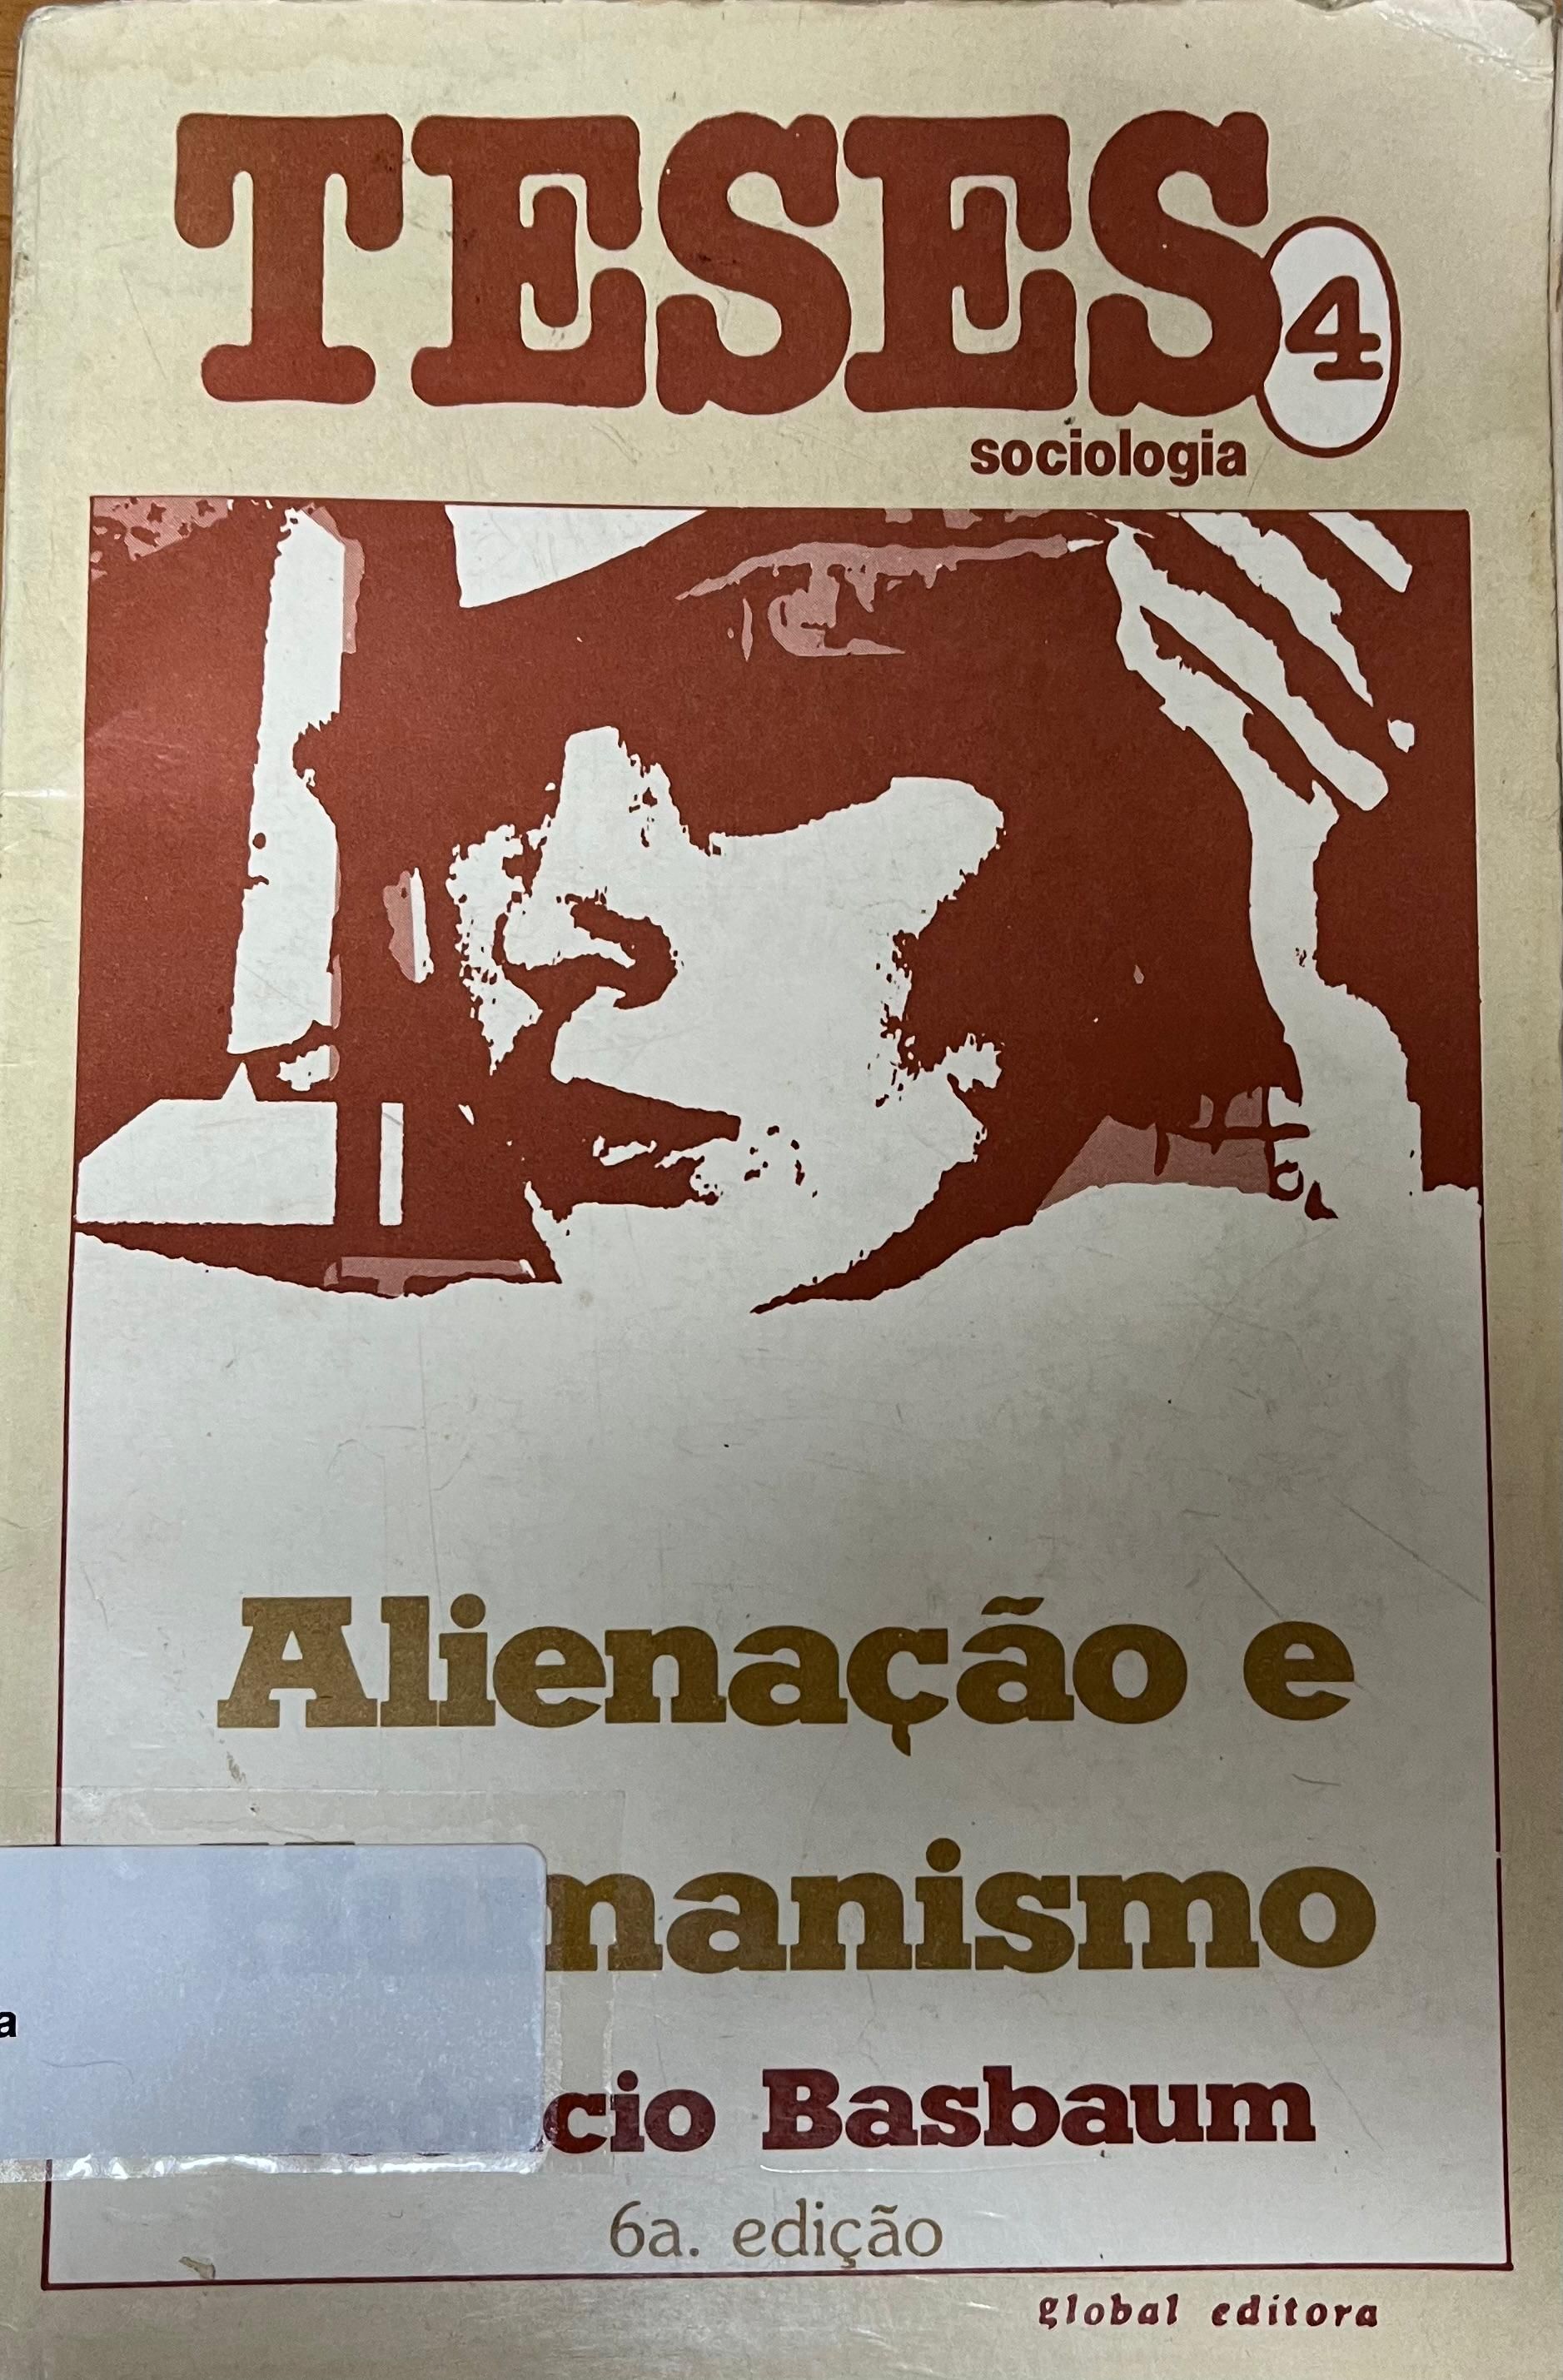 TESES
4
sociologia
Alienação e
manismo
cio Basbaum
6a. edição
global editora
a